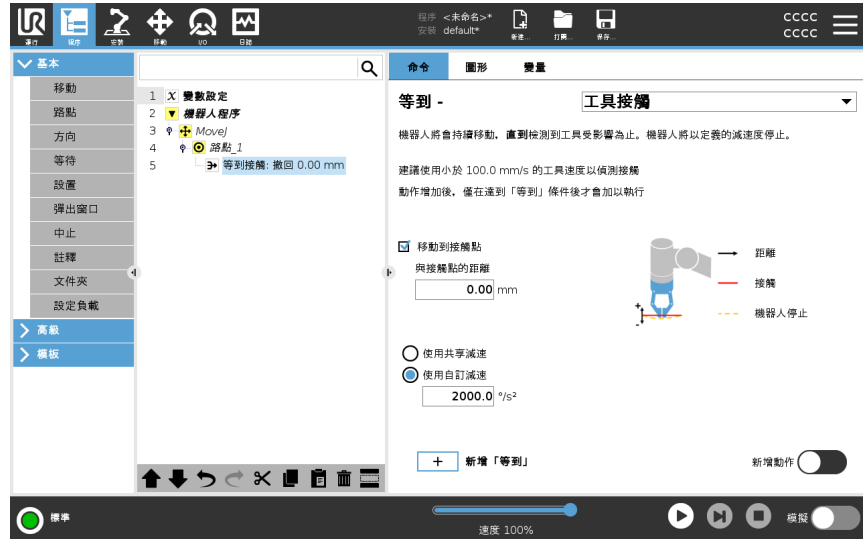 UR
運行
程序
安裝
移動
I/O
日誌
程序 <未命名>*
安裝 default*
新建...
打開...
保存...
cccc
cccc
基本
移動
路點
方向
等待
設置
彈出窗口
中止
註釋
文件夾
設定負載
高級
模板
1 X 變數設定
2 機器人程序
3 MoveJ
4 路點_1
5 等到接觸: 撤回 0.00 mm
命令 圖形 變量
等到 - 工具接觸
機器人將會持續移動，直到檢測到工具受影響為止。機器人將以定義的減速度停止。
建議使用小於 100.0 mm/s 的工具速度以偵測接觸
動作增加後，僅在達到「等到」條件後才會加以執行
移動到接觸點
與接觸點的距離
0.00 mm
距離
接觸
機器人停止
+
-
使用共享減速
使用自訂減速
2000.0 °/s²
+ 新增「等到」
新增動作
標準
速度 100%
模擬